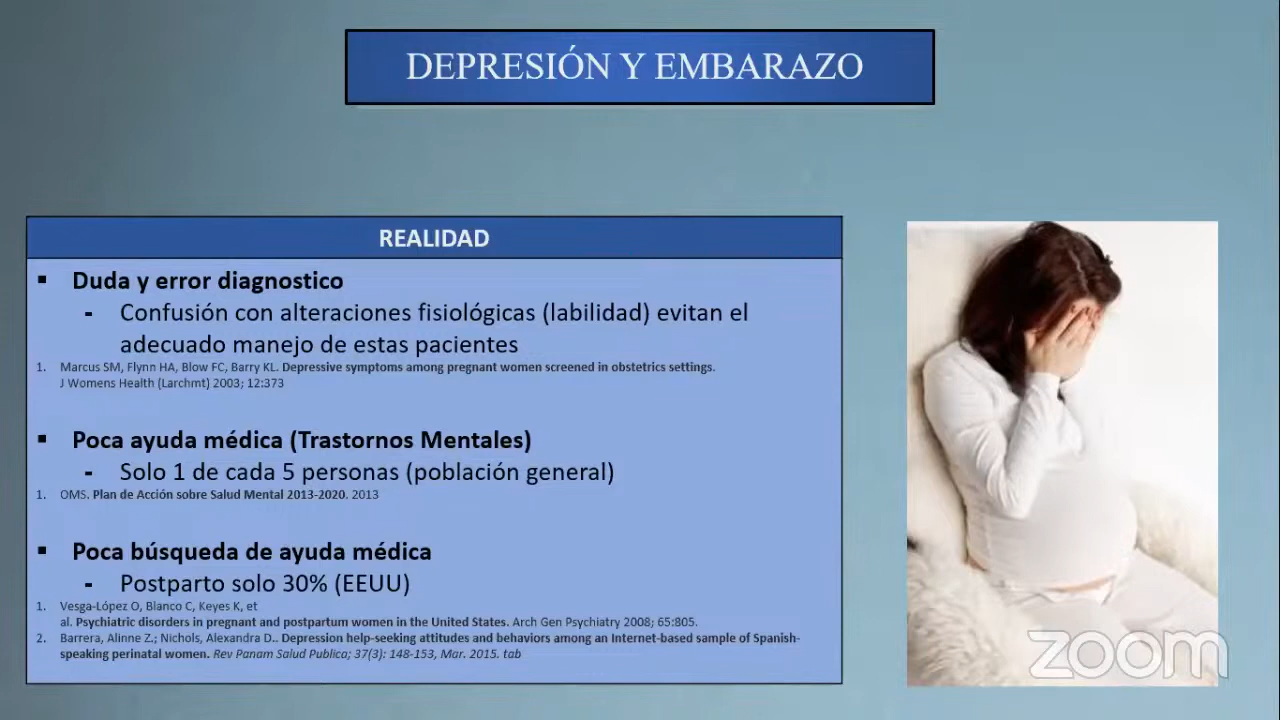 DEPRESIÓN Y EMBARAZO
REALIDAD
▪ Duda y error diagnostico
- Confusión con alteraciones fisiológicas (labilidad) evitan el
adecuado manejo de estas pacientes
1. Marcus SM, Flynn HA, Blow FC, Barry KL. Depressive symptoms among pregnant women screened in obstetrics settings.
J Womens Health (Larchmt) 2003; 12:373
▪ Poca ayuda médica (Trastornos Mentales)
- Solo 1 de cada 5 personas (población general)
1. OMS. Plan de Acción sobre Salud Mental 2013-2020. 2013
▪ Poca búsqueda de ayuda médica
- Postparto solo 30% (EEUU)
1. Vesga-López O, Blanco C, Keyes K, et
al. Psychiatric disorders in pregnant and postpartum women in the United States. Arch Gen Psychiatry 2008; 65:805.
2. Barrera, Alinne Z.; Nichols, Alexandra D.. Depression help-seeking attitudes and behaviors among an Internet-based sample of Spanish-
speaking perinatal women. Rev Panam Salud Publica; 37(3): 148-153, Mar. 2015. tab
zoom